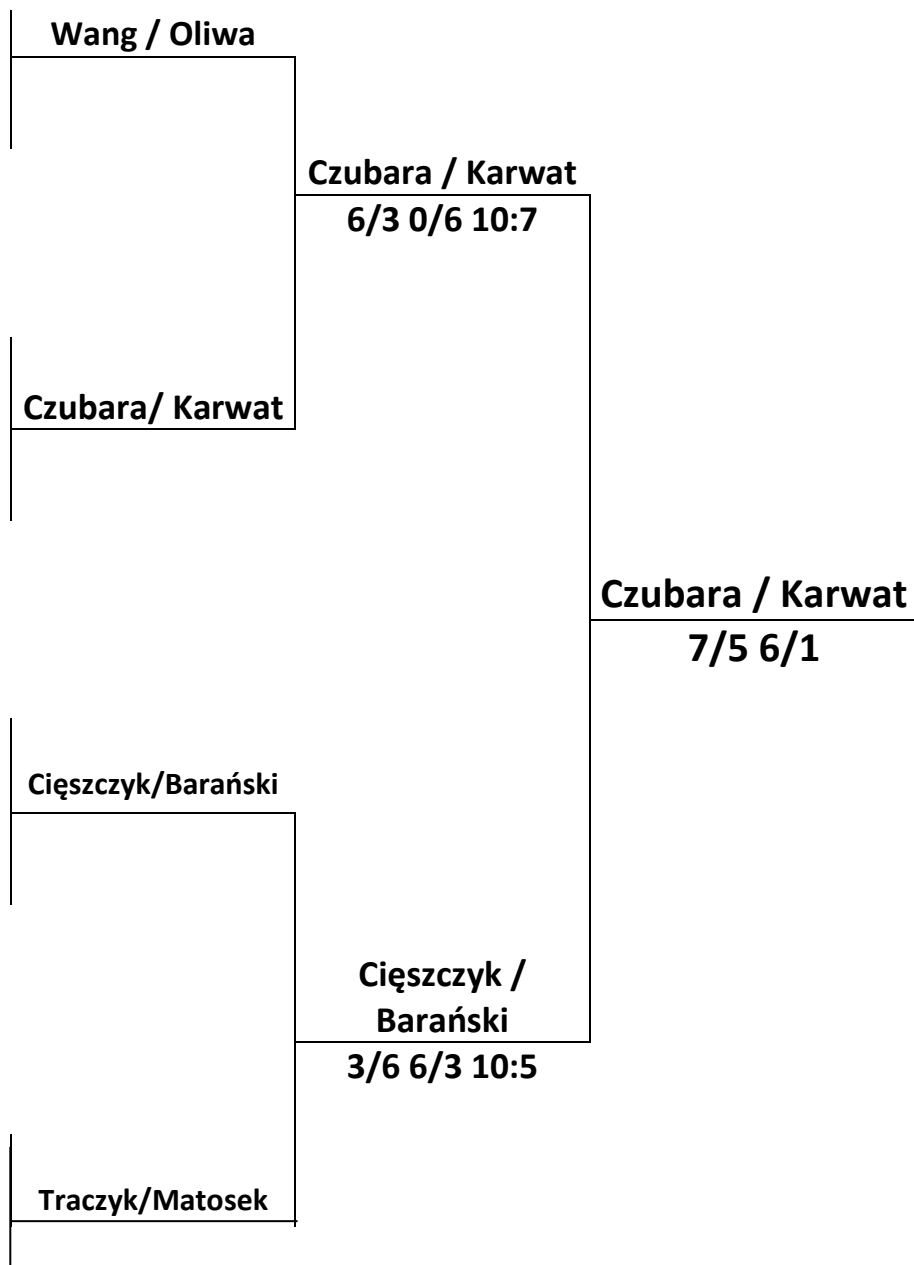 Wang / Oliwa
Czubara / Karwat
6/3 0/6 10:7
Czubara/ Karwat
Czubara / Karwat
7/5 6/1
Cięszczyk/Barański
Cięszczyk /
Barański
3/6 6/3 10:5
Traczyk/Matosek